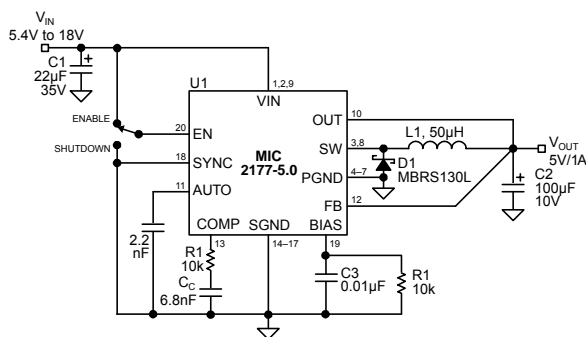 VIN
5.4V to 18V
C1
22µF
35V
U1
1,2,9
VIN
ENABLE
20
EN
SHUTDOWN
18
SYNC
11
AUTO
MIC
2177-5.0
OUT
10
SW
3,8
L1, 50µH
PGND
4–7
D1
MBRS130L
FB
12
VOUT
5V/1A
C2
100µF
10V
COMP
SGND
BIAS
13
14–17
19
2.2
nF
R1
10k
CC
6.8nF
C3
0.01µF
R1
10k